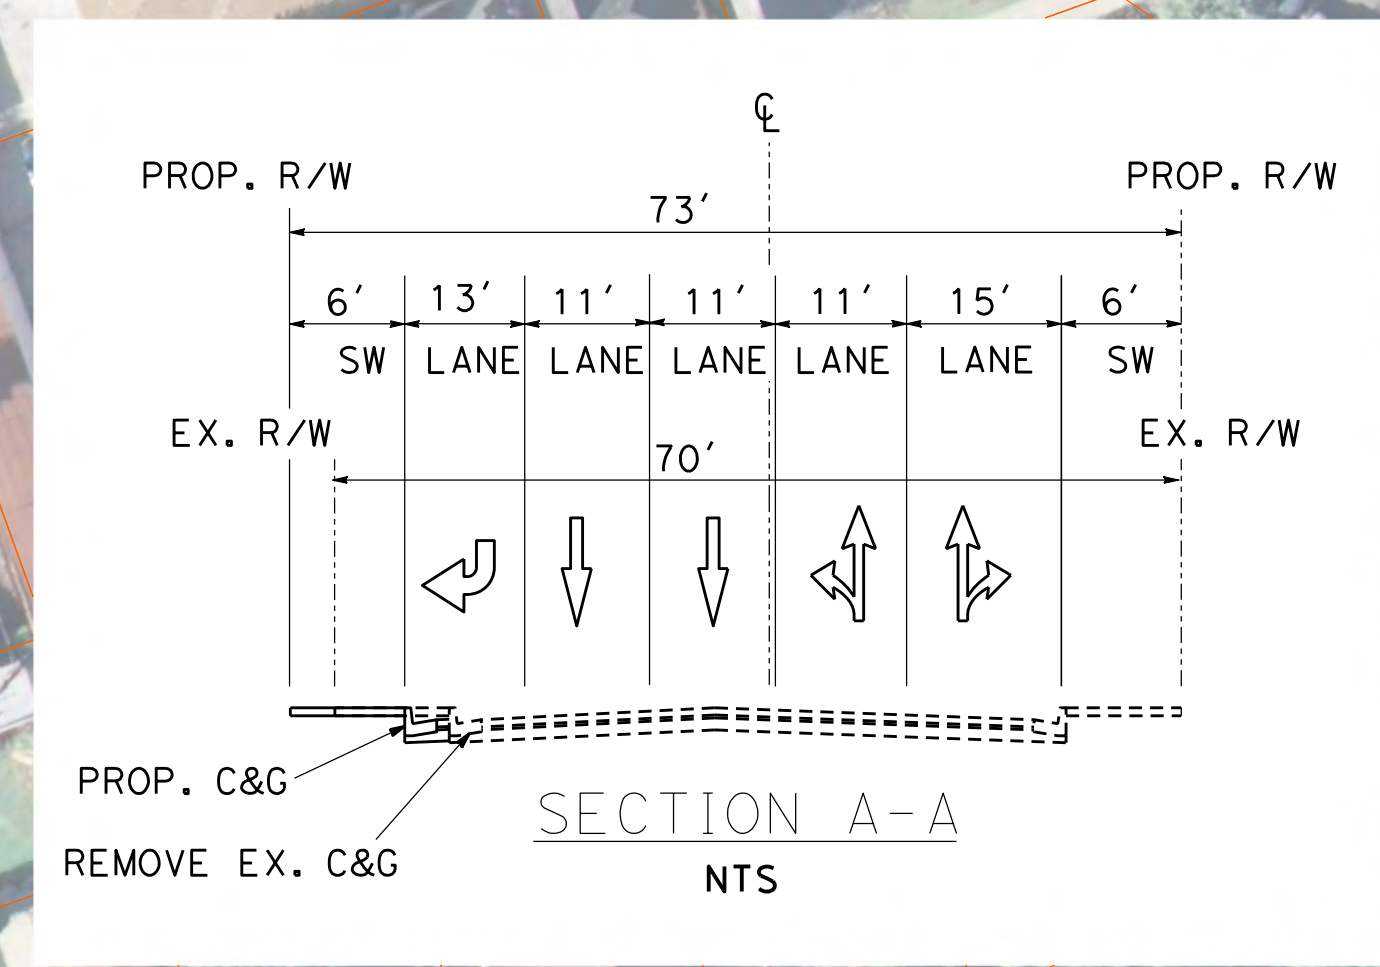 ℄
PROP. R/W PROP. R/W
73′
6′ 13′ 11′ 11′ 11′ 15′ 6′
SW LANE LANE LANE LANE LANE SW
EX. R/W EX. R/W
70′
PROP. C&G
REMOVE EX. C&G
SECTION A-A
NTS